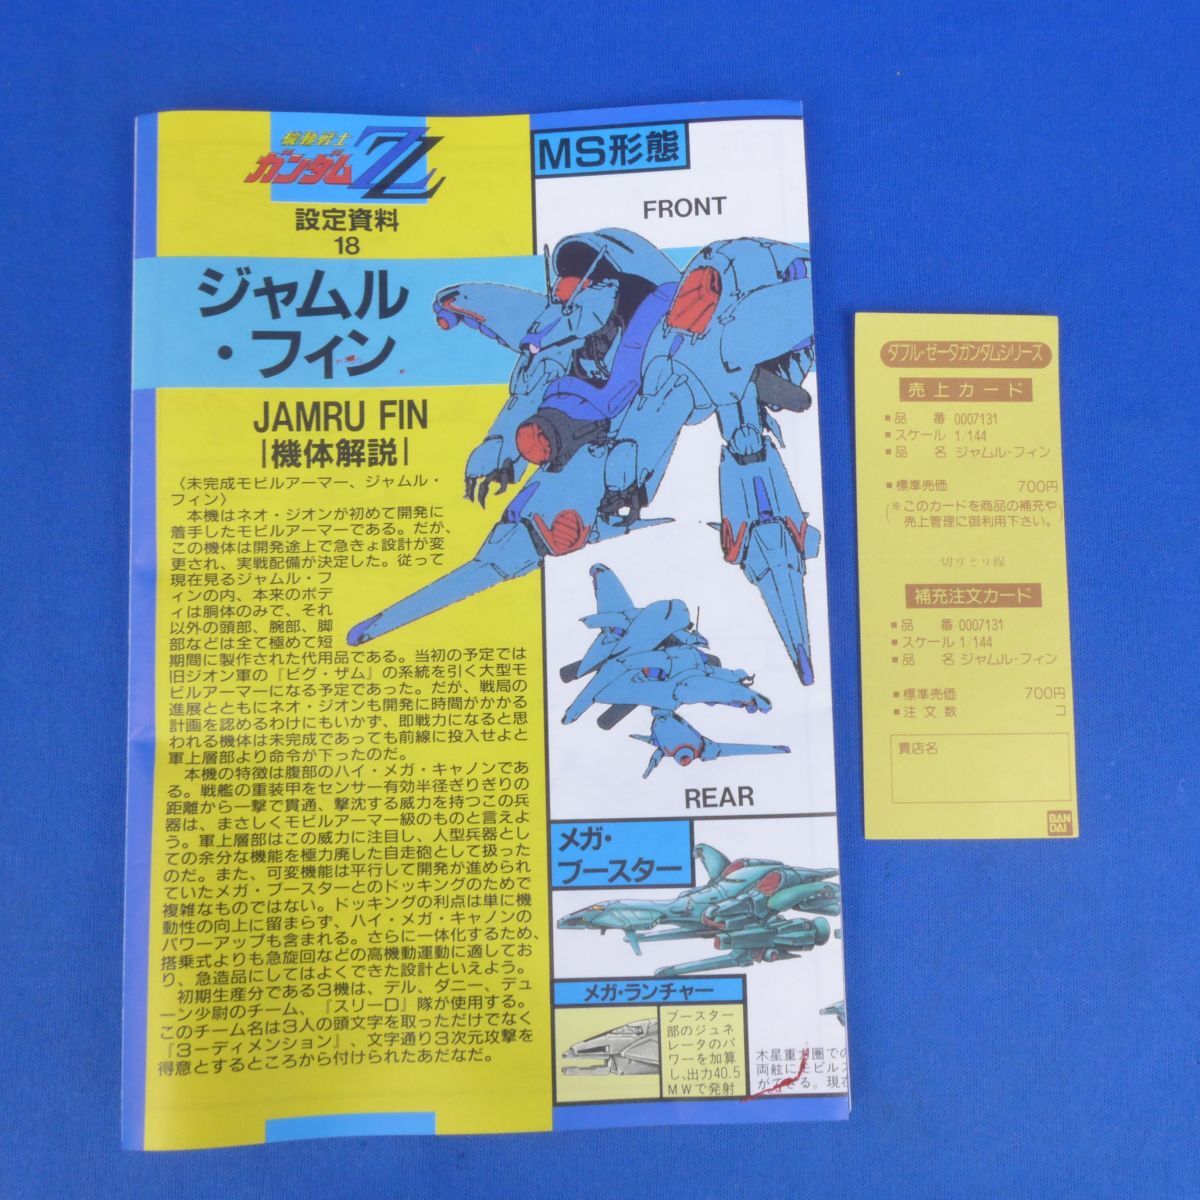 機動戦士
ガンダムZZ
設定資料
18
ジャムル
・フィン
JAMRU FIN
|機体解説|
〈未完成モビルアーマー、ジャムル・
フィン〉
本機はネオ・ジオンが初めて開発に
着手したモビルアーマーである。だが、
この機体は開発途上で急きょ設計が変
更され、実戦配備が決定した。従って
現在見るジャムル・フ
ィンの内、本来のボデ
ィは胴体のみで、それ
以外の頭部、腕部、脚
部などは全て極めて短
期間に製作された代用品である。当初の予定では
旧ジオン軍の『ビグ・ザム』の系統を引く大型モ
ビルアーマーになる予定であった。だが、戦局の
進展とともにネオ・ジオンも開発に時間がかかる
計画を認めるわけにもいかず、即戦力になると思
われる機体は未完成であっても前線に投入せよと
軍上層部より命令が下ったのだ。
本機の特徴は腹部のハイ・メガ・キャノンであ
る。戦艦の重装甲をセンサー有効半径ぎりぎりの
距離から一撃で貫通、撃沈する威力を持つこの兵
器は、まさしくモビルアーマー級のものと言えよ
う。軍上層部はこの威力に注目し、人型兵器とし
ての余分な機能を極力廃した自走砲として扱った
のだ。また、可変機能は平行して開発が進められ
ていたメガ・ブースターとのドッキングのためで
複雑なものではない。ドッキングの利点は単に機
動性の向上に留まらず、ハイ・メガ・キャノンの
パワーアップも含まれる。さらに一体化するため、
搭乗式よりも急旋回などの高機動運動に適してお
り、急造品にしてはよくできた設計といえよう。
初期生産分である3機は、デル、ダニー、デュ
ーン少尉のチーム、『スリーD』隊が使用する。
このチーム名は3人の頭文字を取っただけでなく
『3ーディメンション』、文字通り3次元攻撃を
得意とするところから付けられたあだなだ。
MS形態
FRONT
REAR
メガ・
ブースター
メガ・ランチャー
ブースター
部のジュネ
レータのパ
ワーを加算
し、出力40.5
MWで発射
木星重力圏での
両舷にモビルス
ができる。現在
ダブル・ゼータガンダムシリーズ
売上カード
■品　番 0007131
■スケール 1/144
■品　名 ジャムル・フィン
■標準売価　700円
(※このカードを商品の補充や
売上管理に御利用下さい。)
切りとり線
補充注文カード
■品　番 0007131
■スケール 1/144
■品　名 ジャムル・フィン
■標準売価　700円
■注文数　コ
貴店名
BAN
DAI